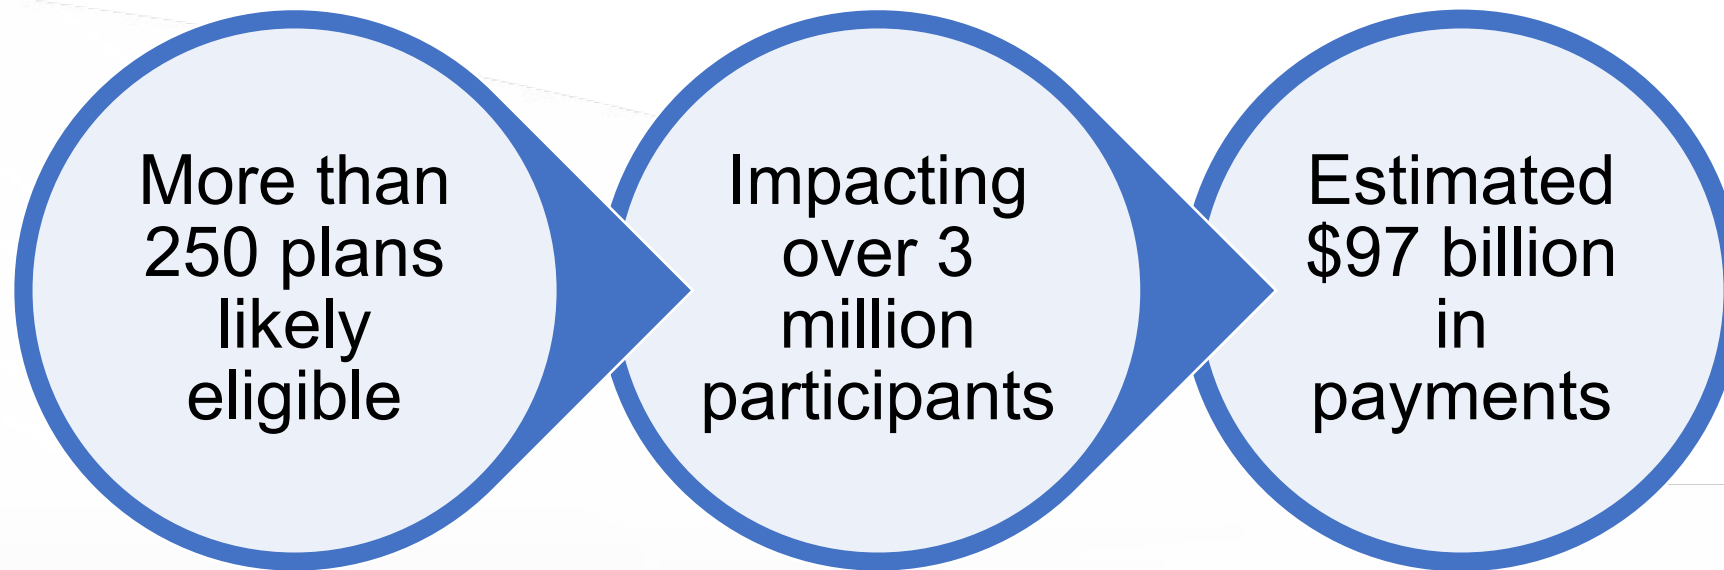 More than
250 plans
likely
eligible
Impacting
over 3
million
participants
Estimated
$97 billion
in
payments